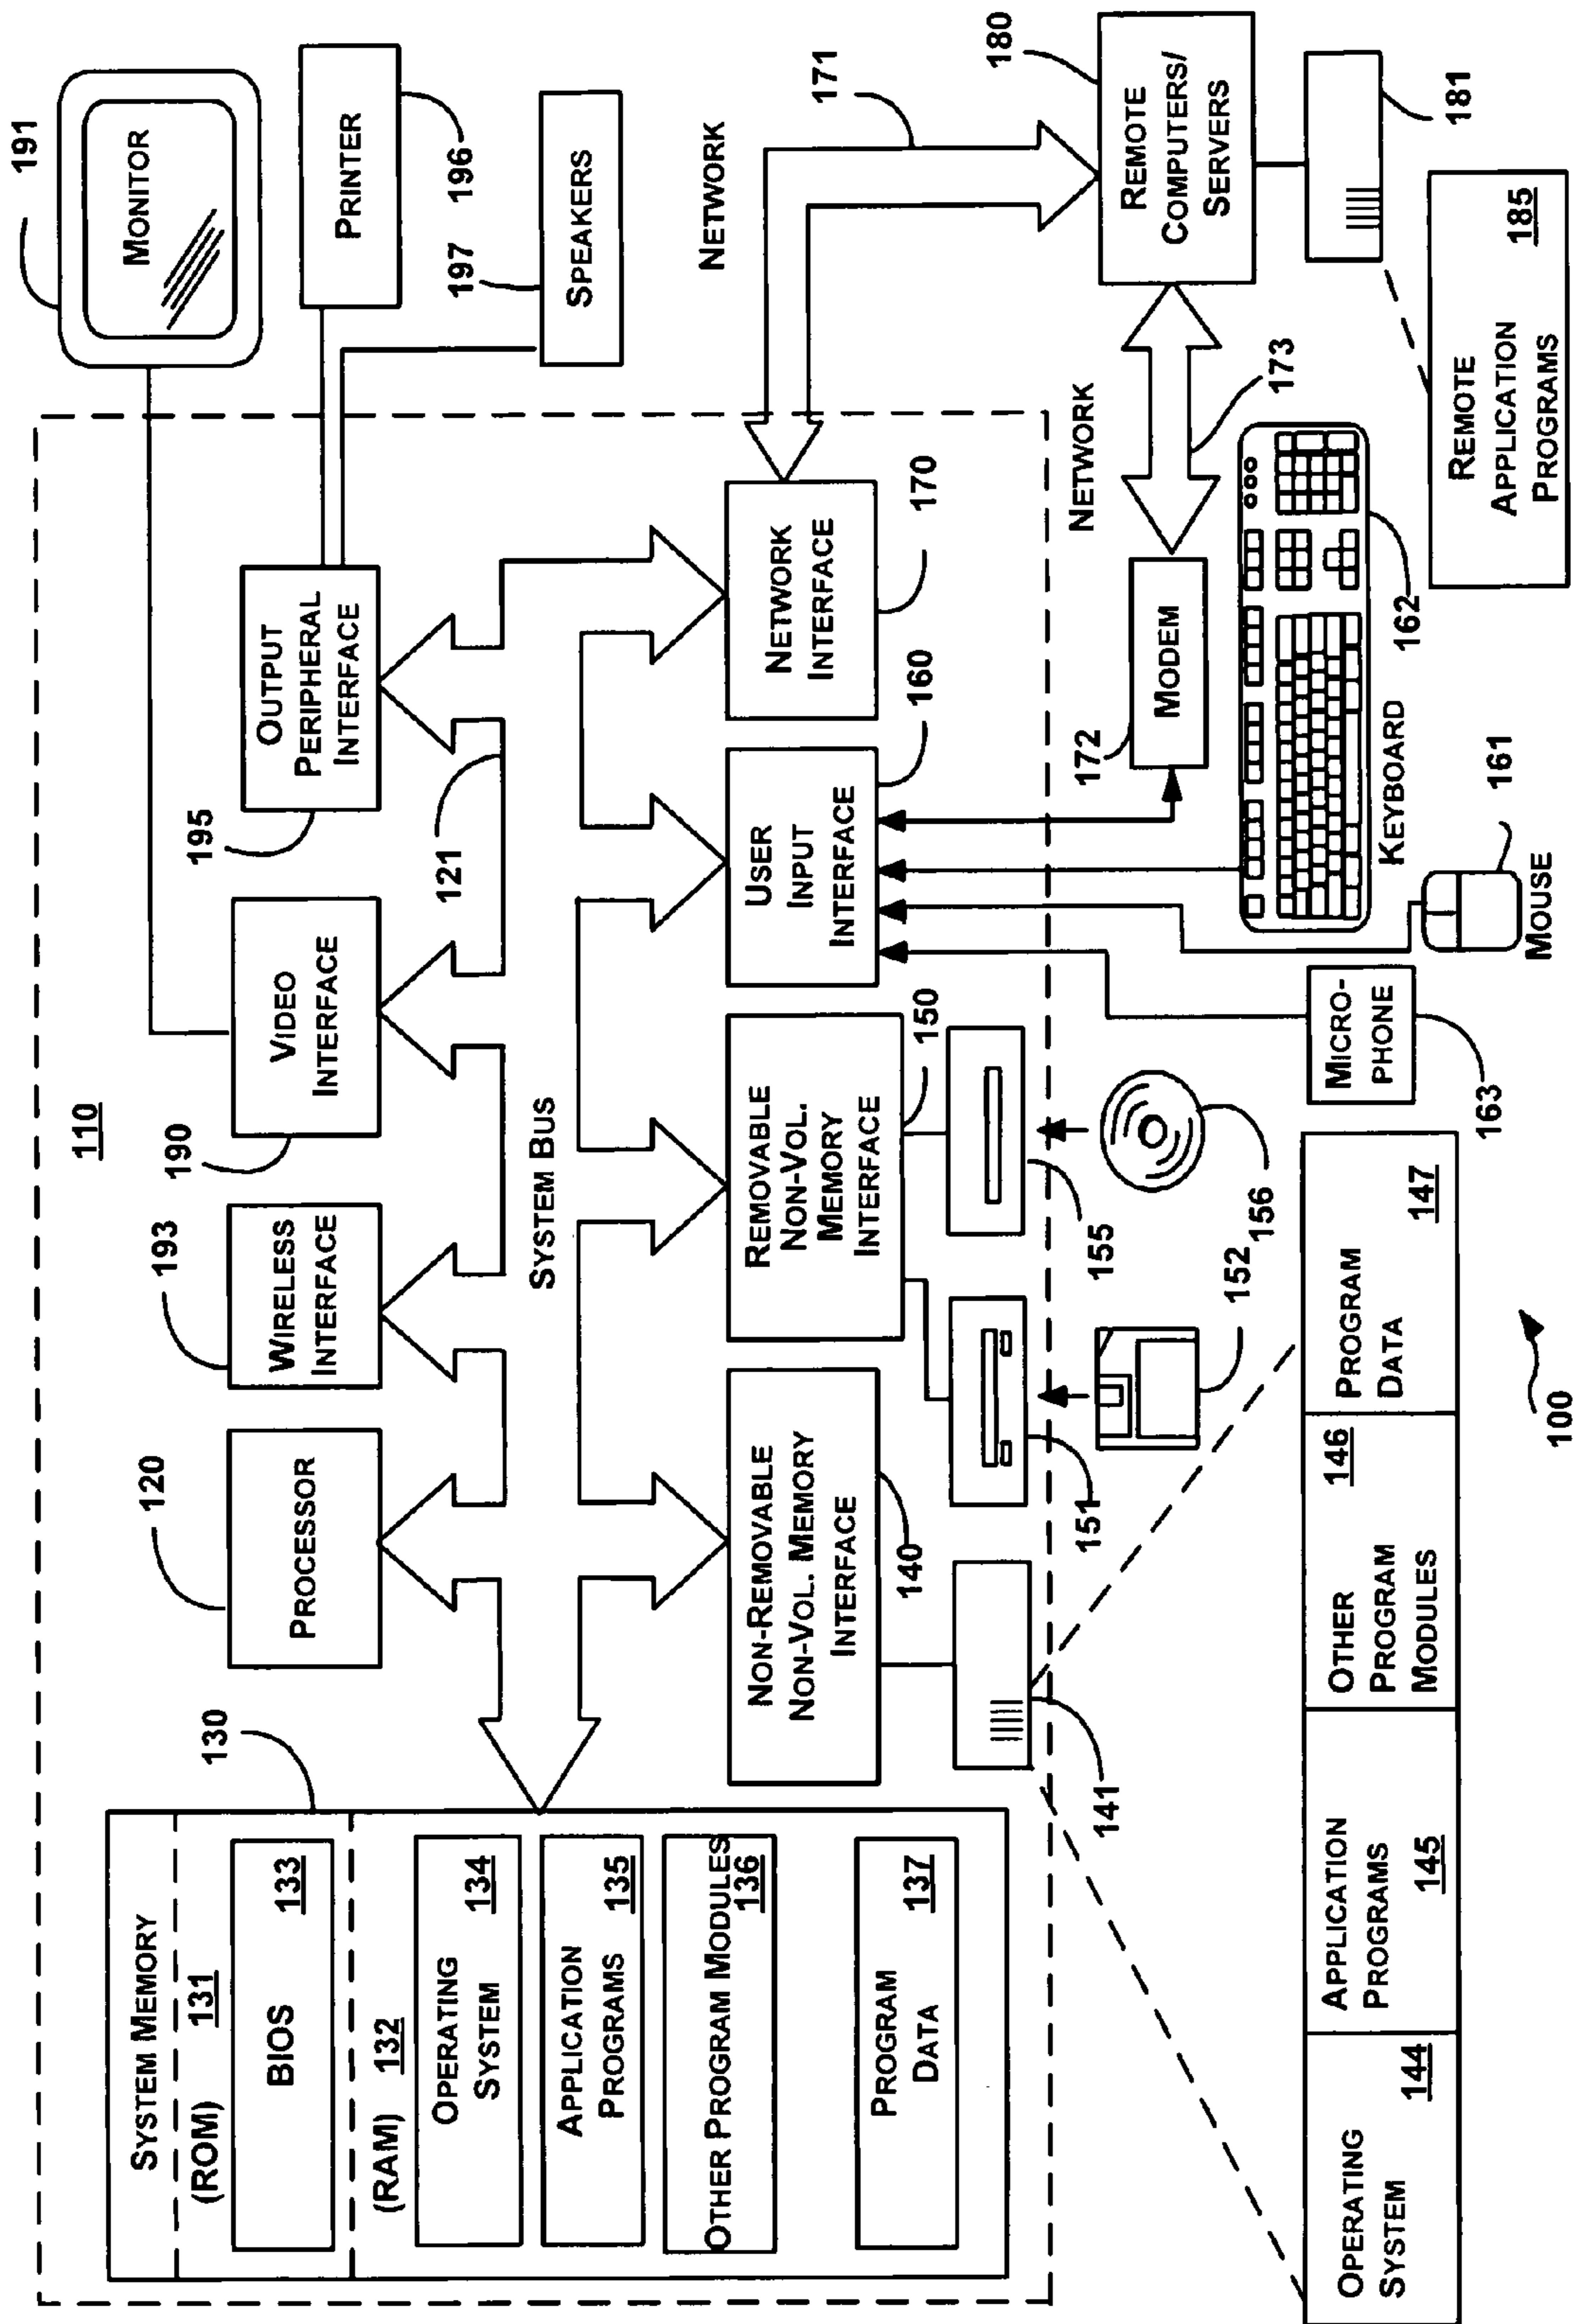 110
SYSTEM MEMORY
(ROM) 131
BIOS 133
(RAM) 132
OPERATING
SYSTEM 134
APPLICATION
PROGRAMS 135
OTHER PROGRAM MODULES
136
PROGRAM
DATA 137
130
120
PROCESSOR
193
WIRELESS
INTERFACE
190
VIDEO
INTERFACE
195
OUTPUT
PERIPHERAL
INTERFACE
121
SYSTEM BUS
191
MONITOR
PRINTER
196
197
SPEAKERS
NON-REMOVABLE
NON-VOL. MEMORY
INTERFACE
140
REMOVABLE
NON-VOL.
MEMORY
INTERFACE
150
USER
INPUT
INTERFACE
160
NETWORK
INTERFACE
170
NETWORK
171
141
151
155
152
156
172
MODEM
NETWORK
173
180
REMOTE
COMPUTERS/
SERVERS
181
MICRO-
PHONE
163
KEYBOARD
162
161
MOUSE
REMOTE
APPLICATION
PROGRAMS
185
OPERATING
SYSTEM 144
APPLICATION
PROGRAMS
145
OTHER
PROGRAM
MODULES
146
PROGRAM
DATA
147
100